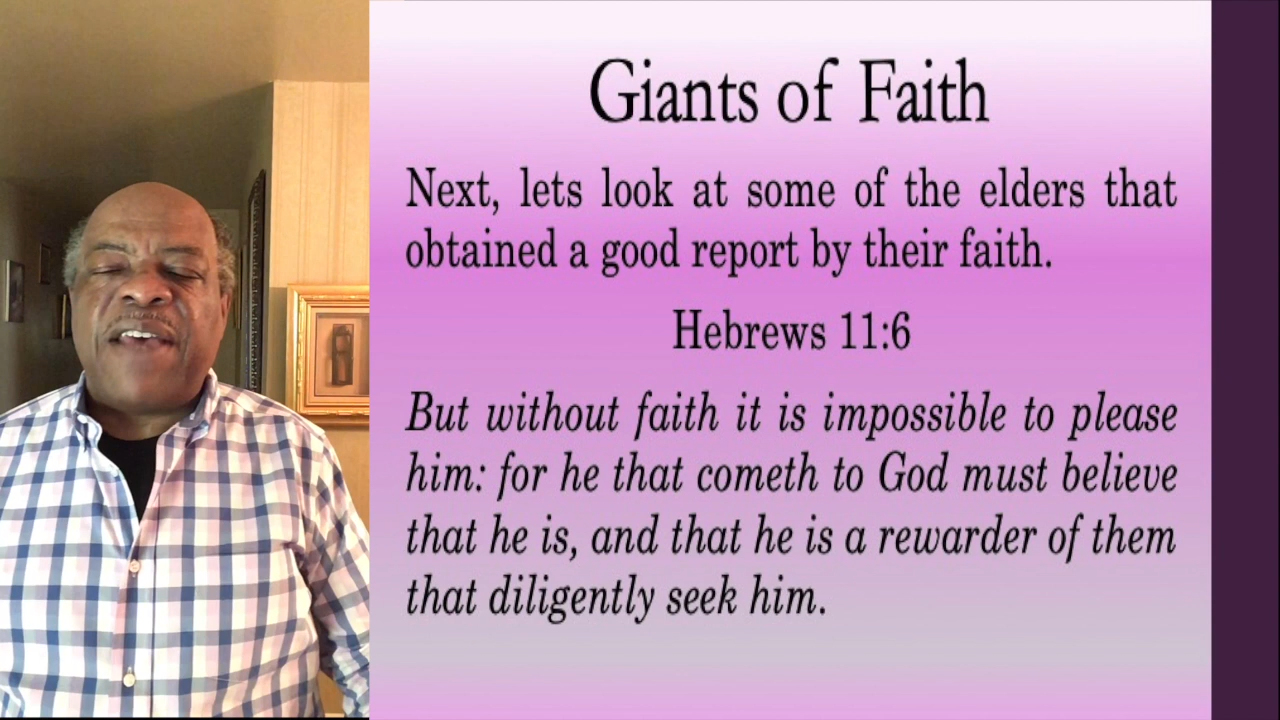 Giants of Faith
Next, lets look at some of the elders that
obtained a good report by their faith.
Hebrews 11:6
But without faith it is impossible to please
him: for he that cometh to God must believe
that he is, and that he is a rewarder of them
that diligently seek him.